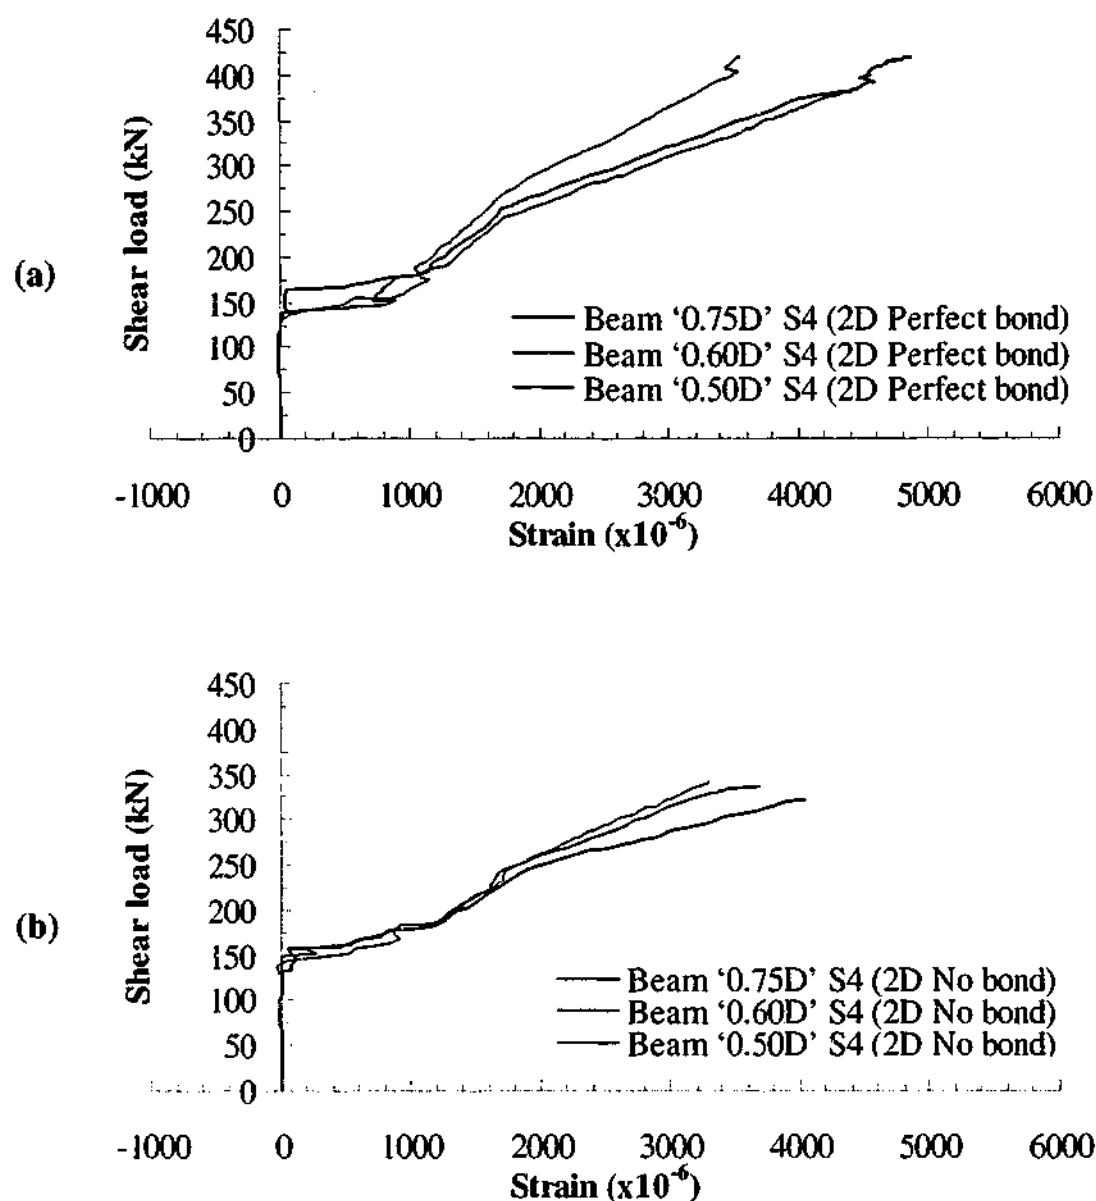 450
400
350
300
250
200
150
100
50
0
Shear load (kN)
(a)
Beam ‘0.75D’ S4 (2D Perfect bond)
Beam ‘0.60D’ S4 (2D Perfect bond)
Beam ‘0.50D’ S4 (2D Perfect bond)
-1000 0 1000 2000 3000 4000 5000 6000
Strain (x10⁻⁶)
450
400
350
300
250
200
150
100
50
0
Shear load (kN)
(b)
Beam ‘0.75D’ S4 (2D No bond)
Beam ‘0.60D’ S4 (2D No bond)
Beam ‘0.50D’ S4 (2D No bond)
-1000 0 1000 2000 3000 4000 5000 6000
Strain (x10⁻⁶)